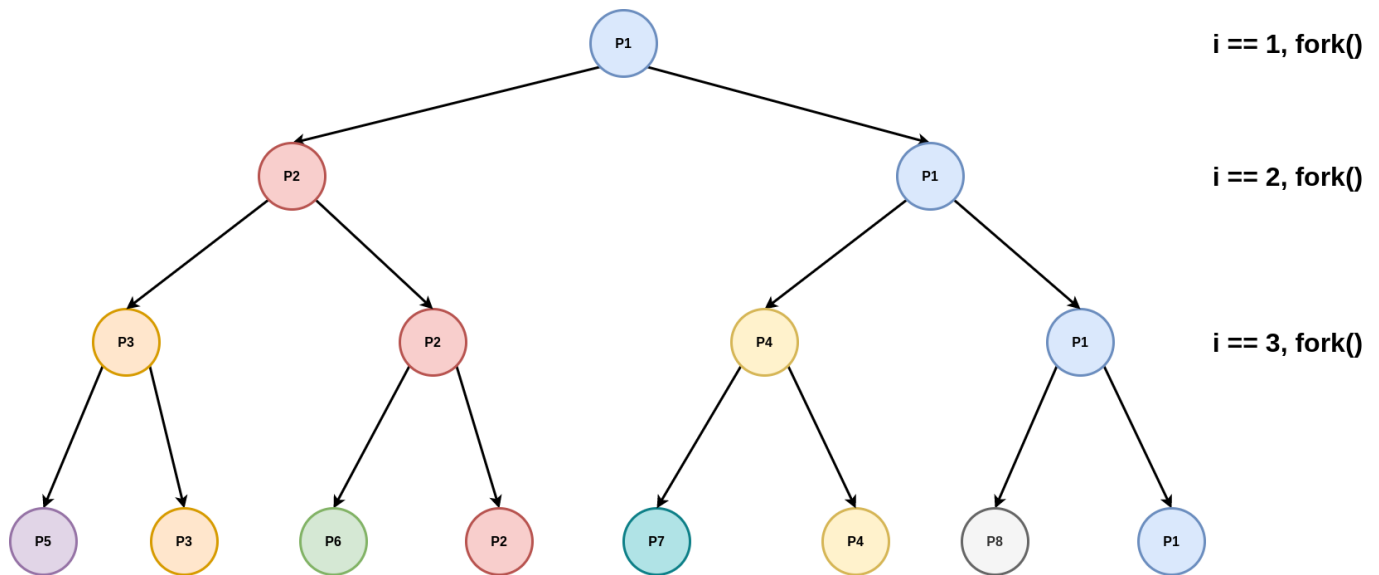 P1
i == 1, fork()
P2
P1
i == 2, fork()
P3
P2
P4
P1
i == 3, fork()
P5
P3
P6
P2
P7
P4
P8
P1